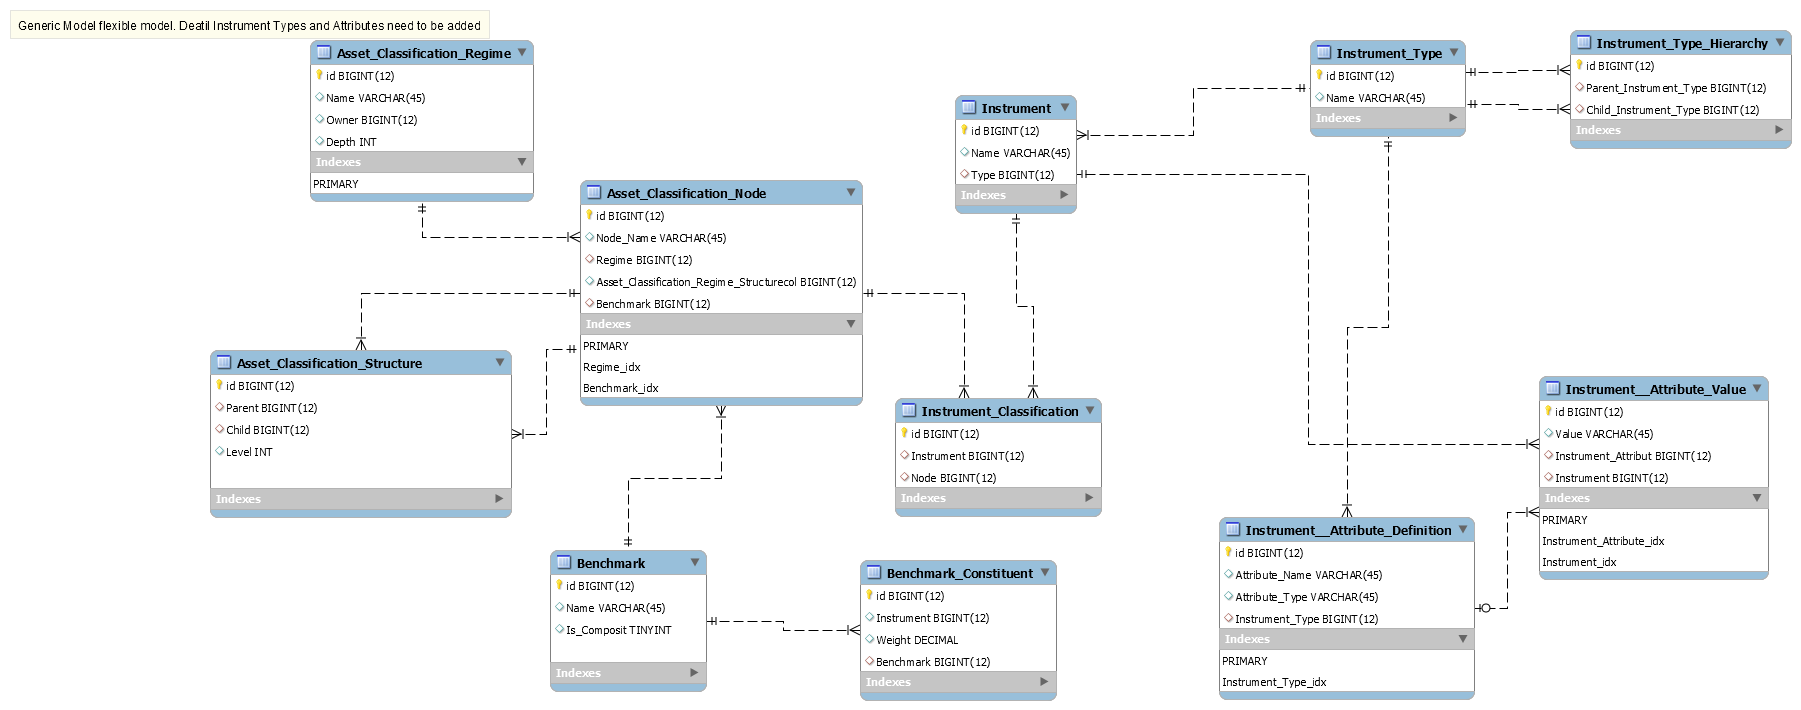 Generic Model flexible model. Deatil Instrument Types and Attributes need to be added
Asset_Classification_Regime
id BIGINT(12)
Name VARCHAR(45)
Owner BIGINT(12)
Depth INT
Indexes
PRIMARY
Asset_Classification_Node
id BIGINT(12)
Node_Name VARCHAR(45)
Regime BIGINT(12)
Asset_Classification_Regime_Structurecol BIGINT(12)
Benchmark BIGINT(12)
Indexes
PRIMARY
Regime_idx
Benchmark_idx
Asset_Classification_Structure
id BIGINT(12)
Parent BIGINT(12)
Child BIGINT(12)
Level INT
Indexes
Benchmark
id BIGINT(12)
Name VARCHAR(45)
Is_Composit TINYINT
Indexes
Benchmark_Constituent
id BIGINT(12)
Instrument BIGINT(12)
Weight DECIMAL
Benchmark BIGINT(12)
Indexes
Instrument
id BIGINT(12)
Name VARCHAR(45)
Type BIGINT(12)
Indexes
Instrument_Classification
id BIGINT(12)
Instrument BIGINT(12)
Node BIGINT(12)
Indexes
Instrument_Type
id BIGINT(12)
Name VARCHAR(45)
Indexes
Instrument_Type_Hierarchy
id BIGINT(12)
Parent_Instrument_Type BIGINT(12)
Child_Instrument_Type BIGINT(12)
Indexes
Instrument__Attribute_Value
id BIGINT(12)
Value VARCHAR(45)
Instrument_Attribut BIGINT(12)
Instrument BIGINT(12)
Indexes
PRIMARY
Instrument_Attribute_idx
Instrument_idx
Instrument__Attribute_Definition
id BIGINT(12)
Attribute_Name VARCHAR(45)
Attribute_Type VARCHAR(45)
Instrument_Type BIGINT(12)
Indexes
PRIMARY
Instrument_Type_idx